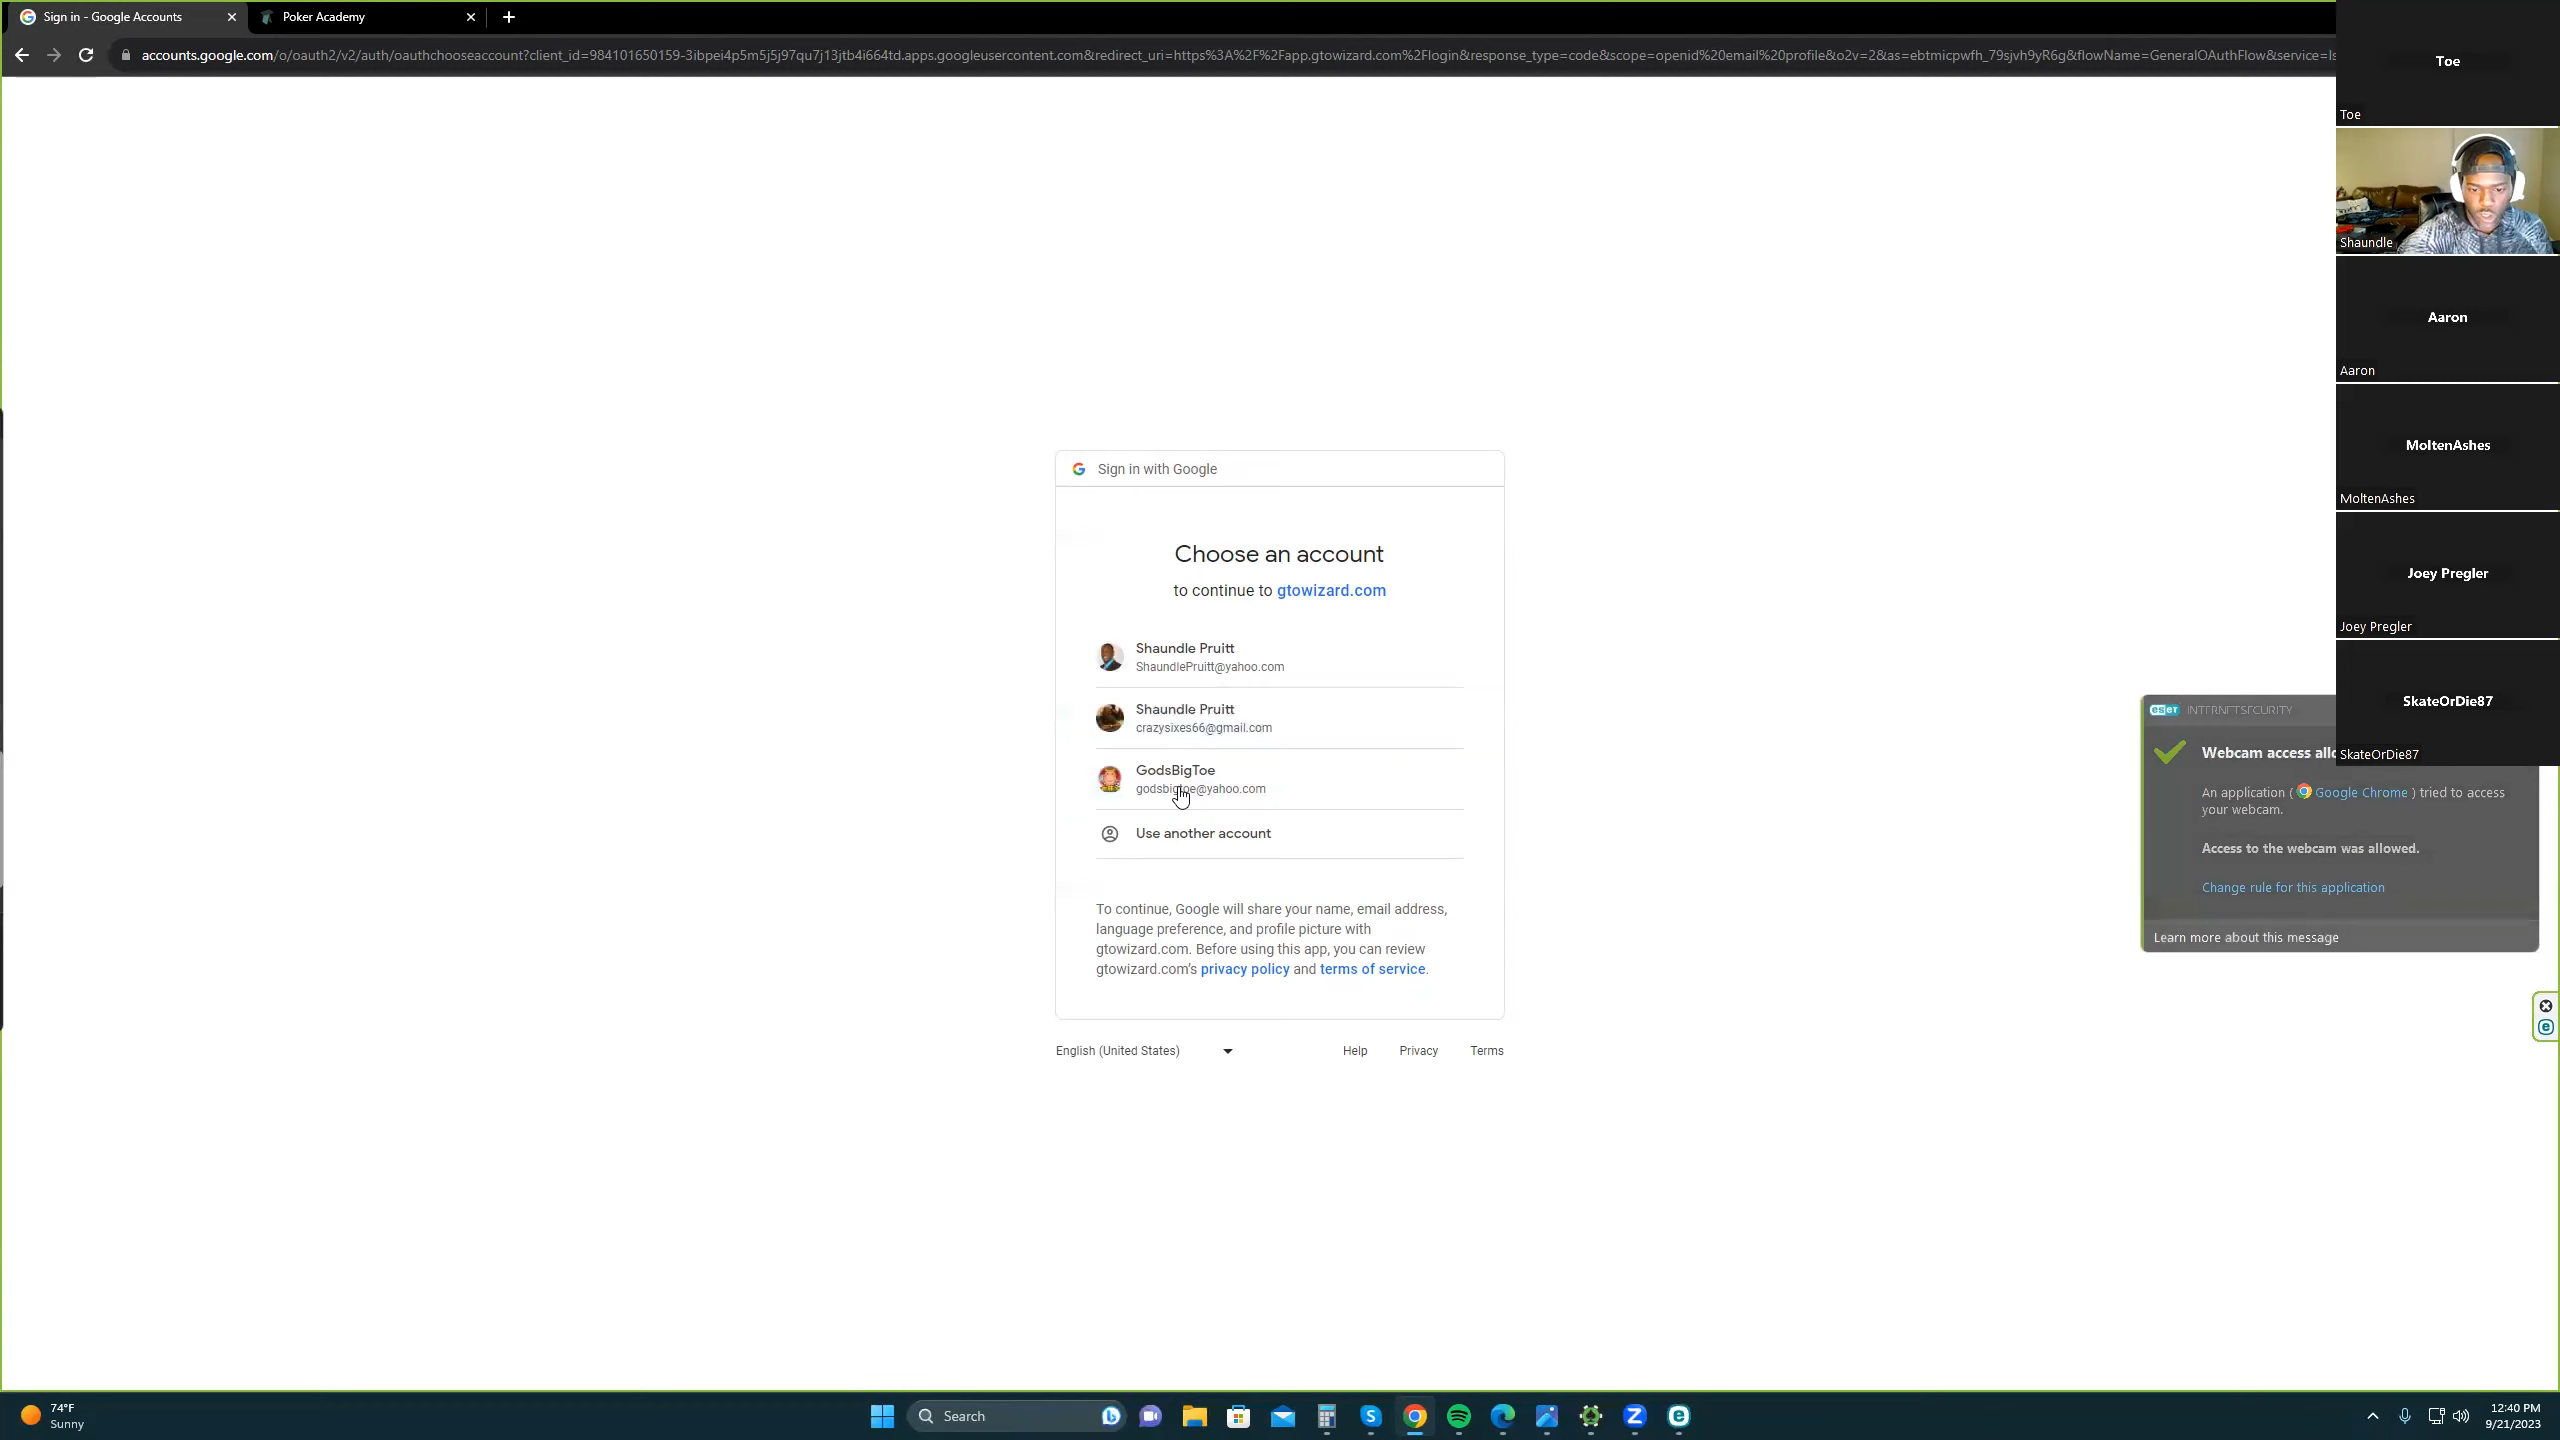 Sign in - Google Accounts
Poker Academy
accounts.google.com/o/oauth2/v2/auth/oauthchooseaccount?client_id=984101650159-3ibpei4p5m5j5j97qu7j13jtb4i664td.apps.googleusercontent.com&redirect_uri=https%3A%2F%2Fapp.gtowizard.com%2Flogin&response_type=code&scope=openid%20email%20profile&o2v=2&as=ebtmicpwfh_79sjvh9yR6g&flowName=GeneralOAuthFlow&service=ls
Toe
Toe
Shaundle
Aaron
Aaron
MoltenAshes
MoltenAshes
Joey Pregler
Joey Pregler
SkateOrDie87
SkateOrDie87
Sign in with Google
Choose an account
to continue to gtowizard.com
Shaundle Pruitt
ShaundlePruitt@yahoo.com
Shaundle Pruitt
crazysixes66@gmail.com
GodsBigToe
godsbigtoe@yahoo.com
Use another account
To continue, Google will share your name, email address,
language preference, and profile picture with
gtowizard.com. Before using this app, you can review
gtowizard.com's privacy policy and terms of service.
English (United States)
Help
Privacy
Terms
eset INTERNET SECURITY
Webcam access allo
An application ( Google Chrome ) tried to access
your webcam.
Access to the webcam was allowed.
Change rule for this application
Learn more about this message
74°F
Sunny
Search
12:40 PM
9/21/2023